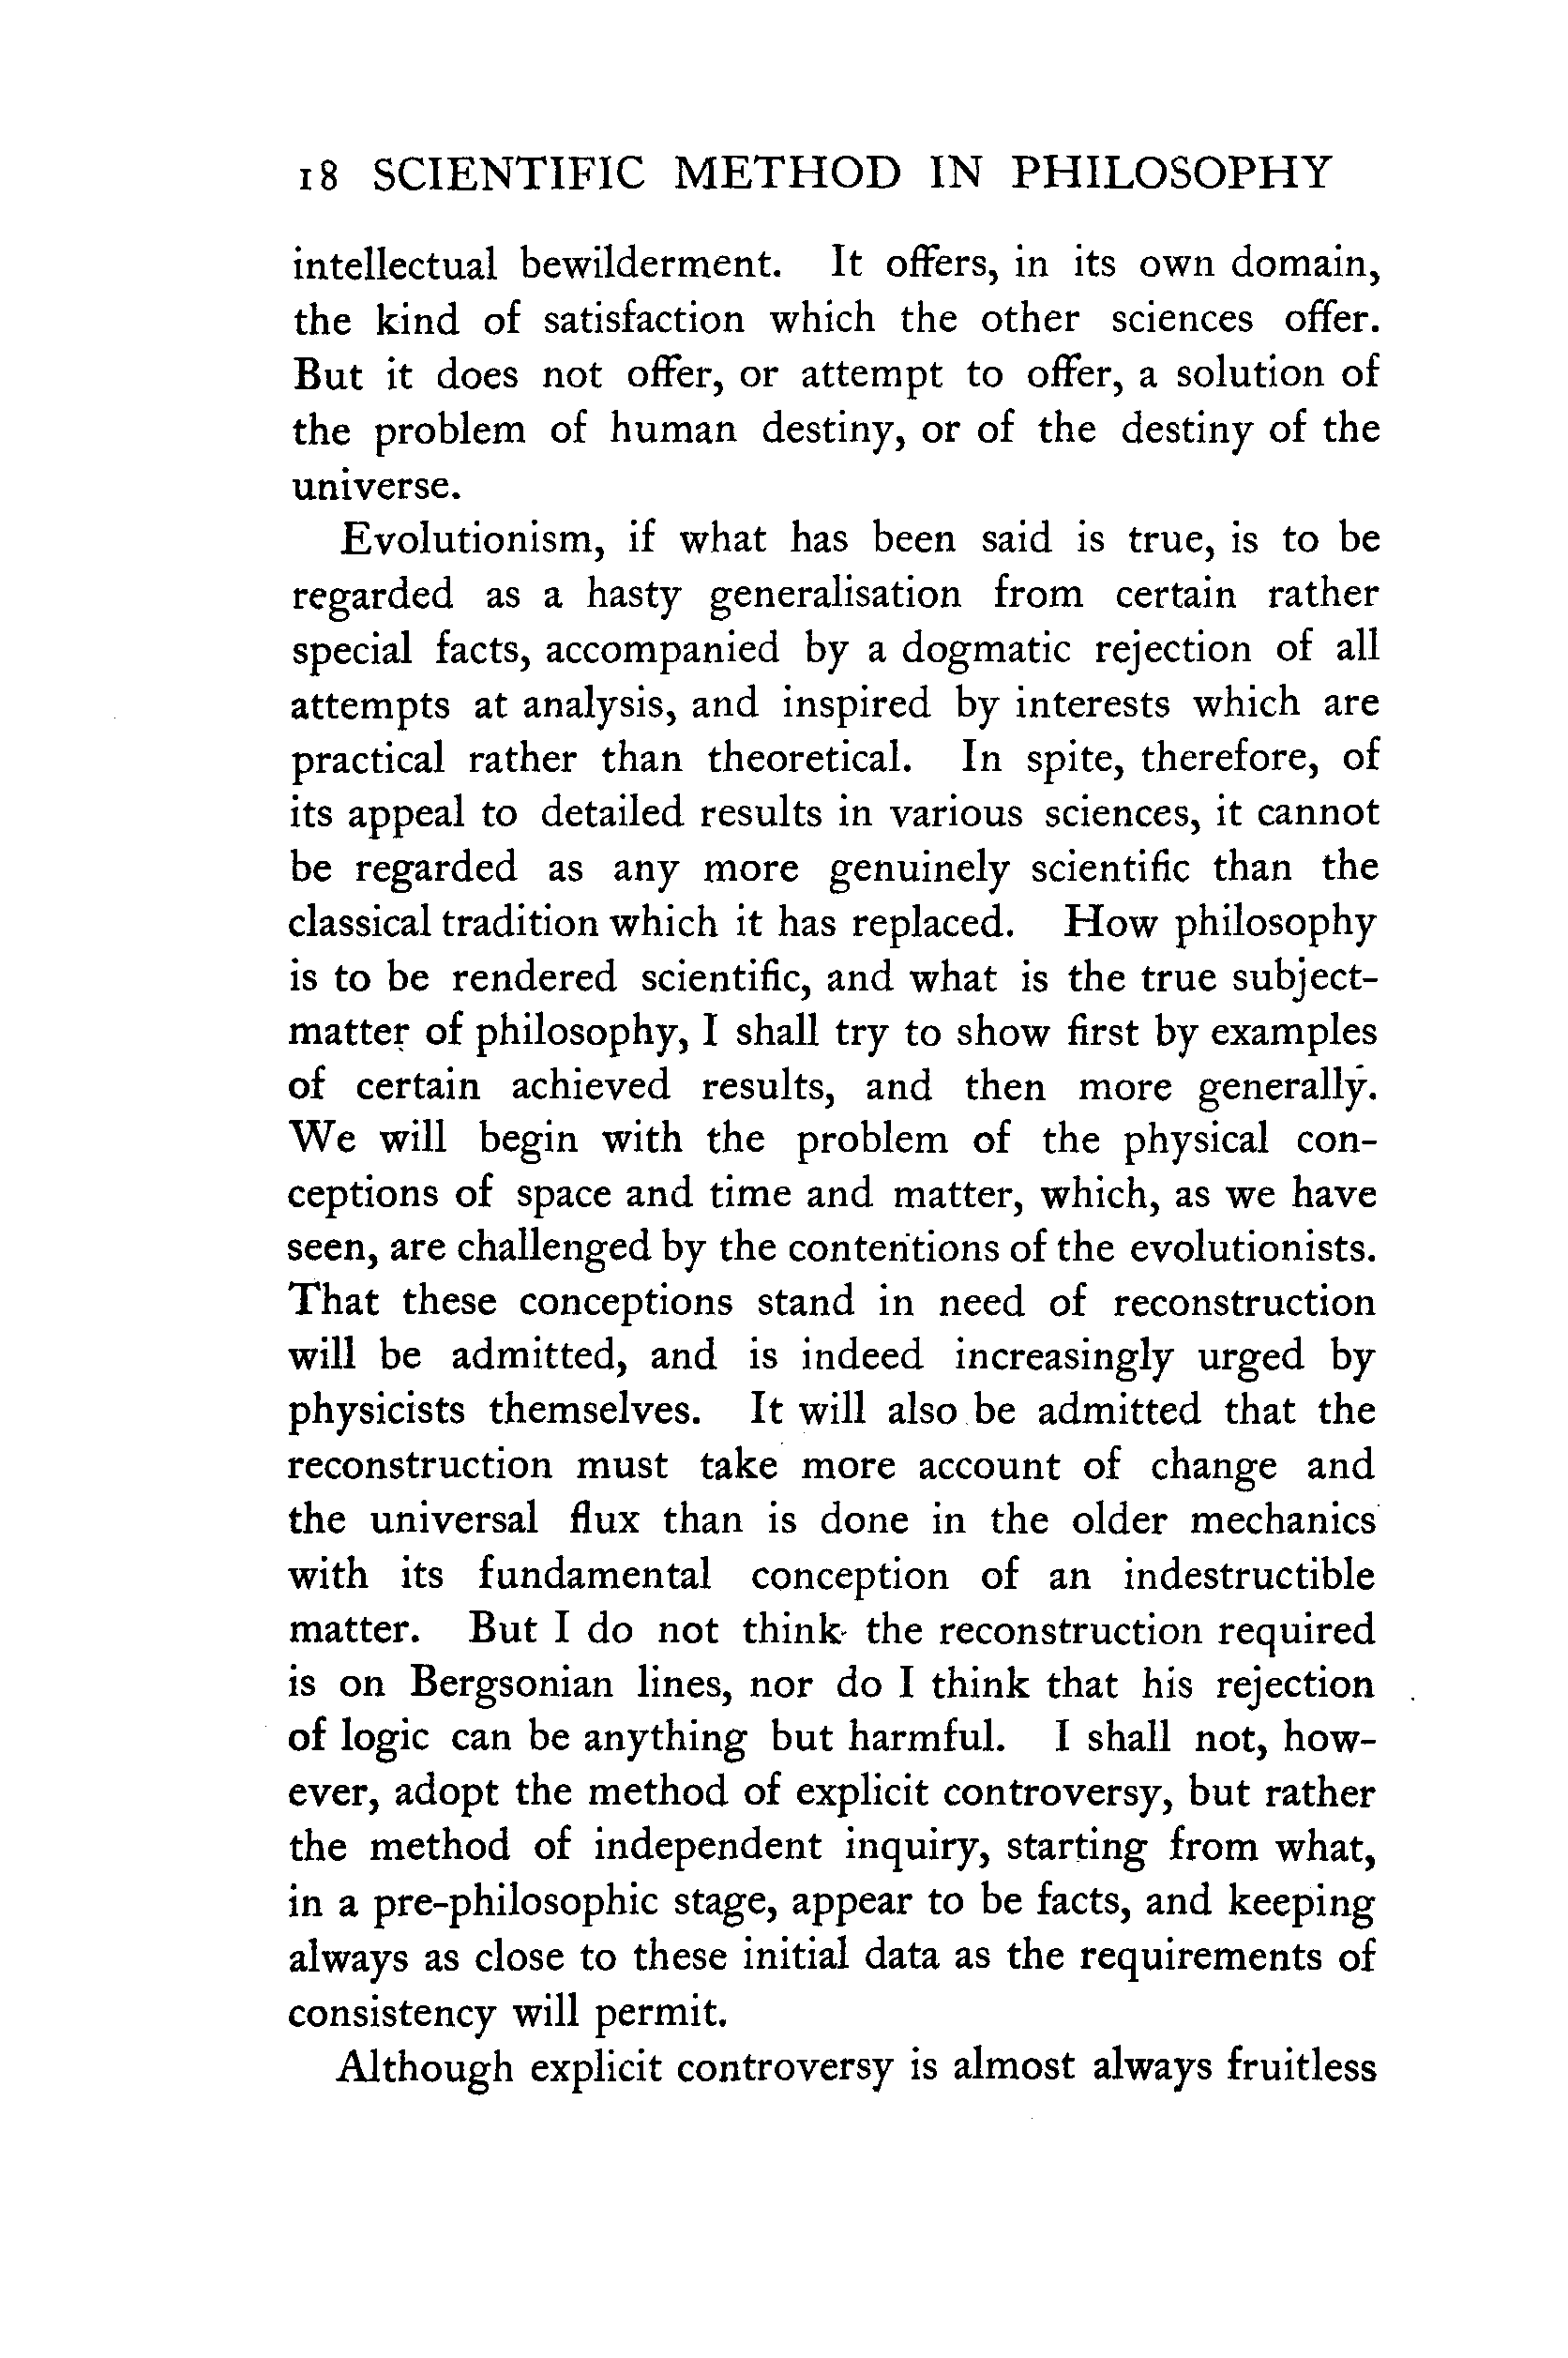 18 SCIENTIFIC METHOD IN PHILOSOPHY
intellectual bewilderment. It offers, in its own domain,
the kind of satisfaction which the other sciences offer.
But it does not offer, or attempt to offer, a solution of
the problem of human destiny, or of the destiny of the
universe.
Evolutionism, if what has been said is true, is to be
regarded as a hasty generalisation from certain rather
special facts, accompanied by a dogmatic rejection of all
attempts at analysis, and inspired by interests which are
practical rather than theoretical. In spite, therefore, of
its appeal to detailed results in various sciences, it cannot
be regarded as any more genuinely scientific than the
classical tradition which it has replaced. How philosophy
is to be rendered scientific, and what is the true subject-
matter of philosophy, I shall try to show first by examples
of certain achieved results, and then more generally.
We will begin with the problem of the physical con-
ceptions of space and time and matter, which, as we have
seen, are challenged by the contentions of the evolutionists.
That these conceptions stand in need of reconstruction
will be admitted, and is indeed increasingly urged by
physicists themselves. It will also be admitted that the
reconstruction must take more account of change and
the universal flux than is done in the older mechanics
with its fundamental conception of an indestructible
matter. But I do not think the reconstruction required
is on Bergsonian lines, nor do I think that his rejection
of logic can be anything but harmful. I shall not, how-
ever, adopt the method of explicit controversy, but rather
the method of independent inquiry, starting from what,
in a pre-philosophic stage, appear to be facts, and keeping
always as close to these initial data as the requirements of
consistency will permit.
Although explicit controversy is almost always fruitless